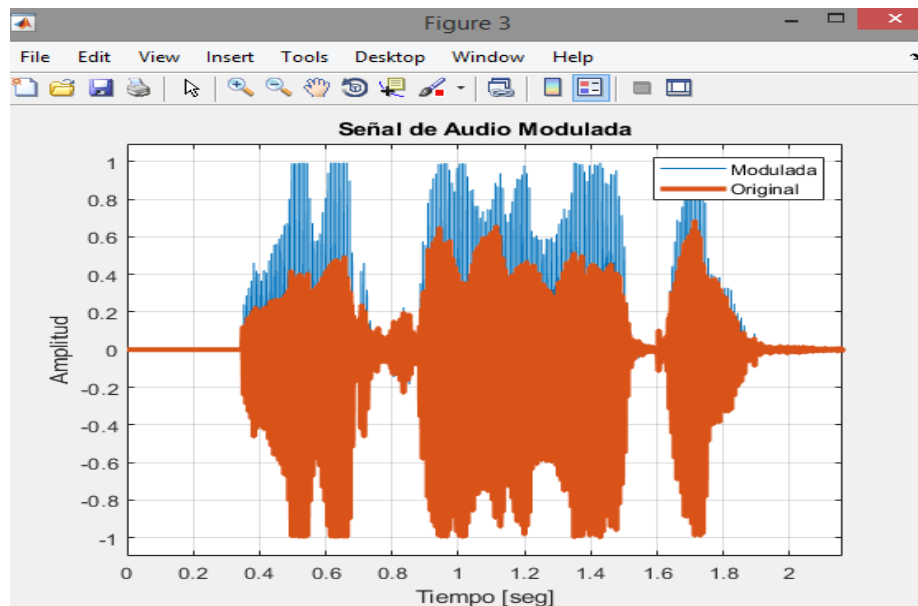 Figure 3
File Edit View Insert Tools Desktop Window Help
Señal de Audio Modulada
Modulada
Original
Amplitud
1
0.8
0.6
0.4
0.2
0
-0.2
-0.4
-0.6
-0.8
-1
0 0.2 0.4 0.6 0.8 1 1.2 1.4 1.6 1.8 2
Tiempo [seg]